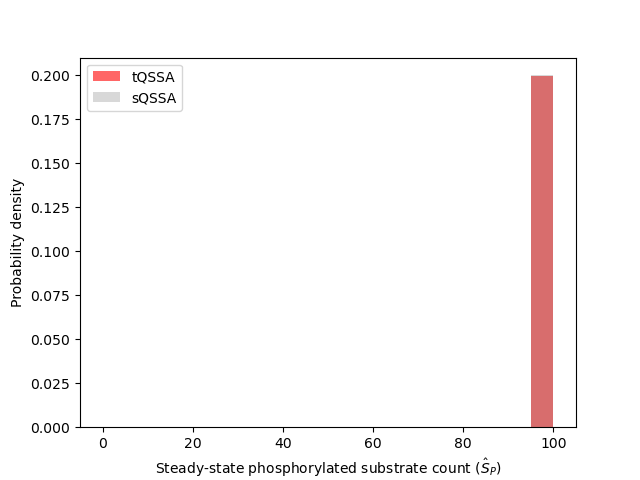 tQSSA
sQSSA
Probability density
0.200
0.175
0.150
0.125
0.100
0.075
0.050
0.025
0.000
0 20 40 60 80 100
Steady-state phosphorylated substrate count ($\hat{S}_P$)